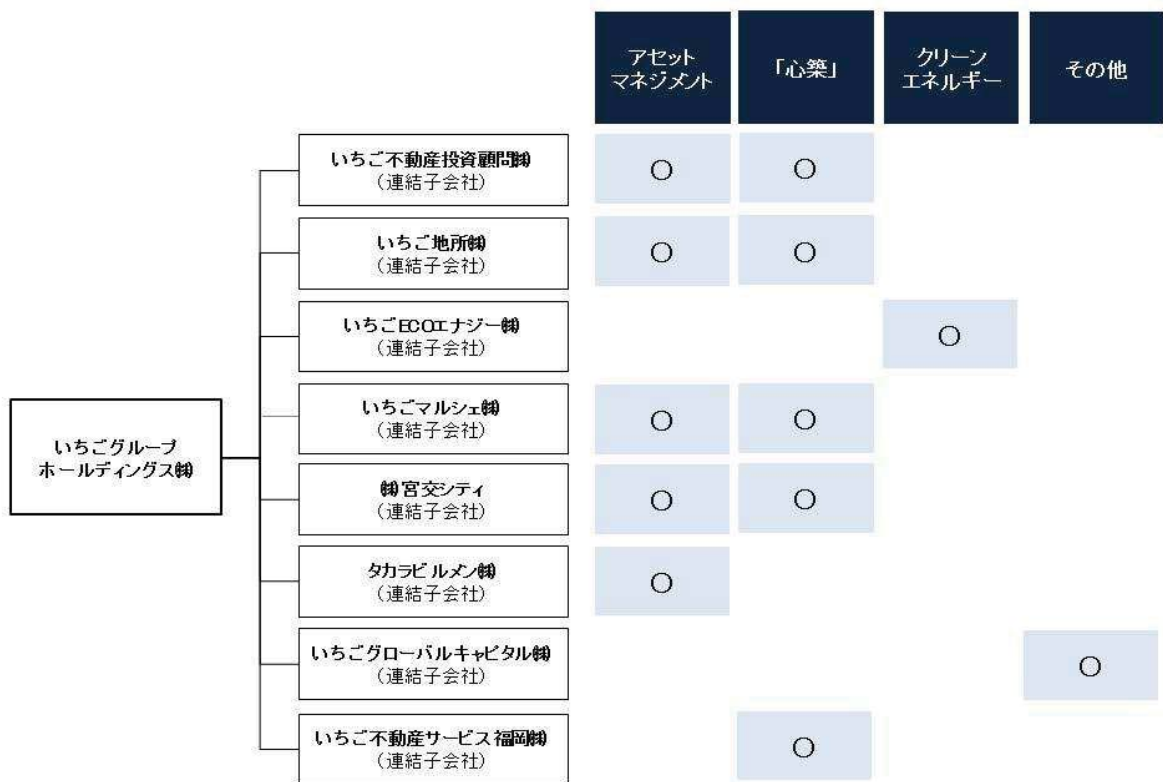 アセット
マネジメント
「心築」
クリーン
エネルギー
その他
いちご不動産投資顧問㈱
（連結子会社）
○
○
いちご地所㈱
（連結子会社）
○
○
いちごECOエナジー㈱
（連結子会社）
○
いちごマルシェ㈱
（連結子会社）
○
○
いちごグループ
ホールディングス㈱
㈱宮交シティ
（連結子会社）
○
○
タカラビルメン㈱
（連結子会社）
○
いちごグローバルキャピタル㈱
（連結子会社）
○
いちご不動産サービス福岡㈱
（連結子会社）
○